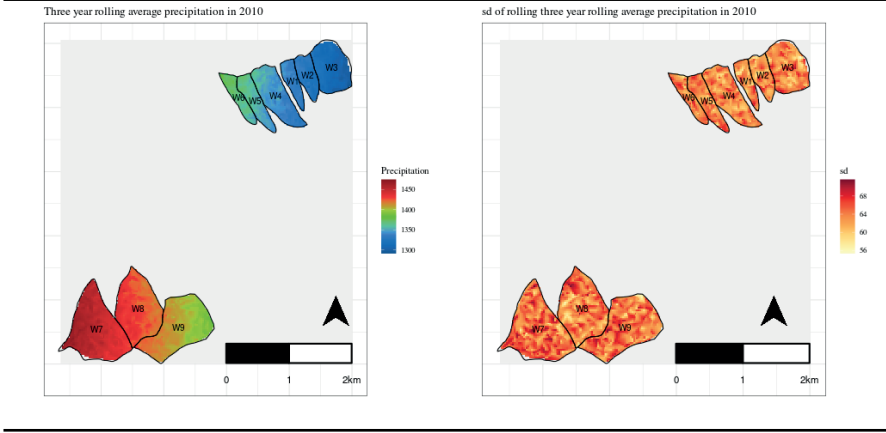 Three year rolling average precipitation in 2010
W1
W2
W3
W4
W5
W6
W7
W8
W9
Precipitation
1450
1400
1350
1300
0 1 2km
sd of rolling three year rolling average precipitation in 2010
W1
W2
W3
W4
W5
W6
W7
W8
W9
sd
68
64
60
56
0 1 2km